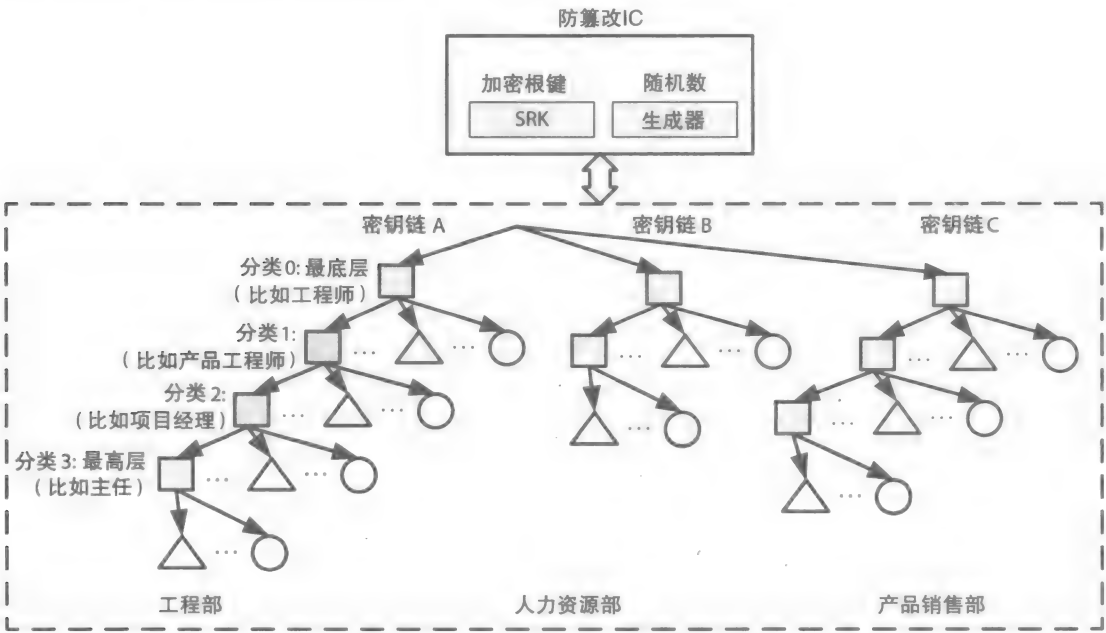 防篡改IC
加密根键
随机数
SRK
生成器
密钥链 A
密钥链 B
密钥链 C
分类0: 最底层
（比如工程师）
分类1:
（比如产品工程师）
分类 2:
（比如项目经理）
分类 3: 最高层
（比如主任）
工程部
人力资源部
产品销售部